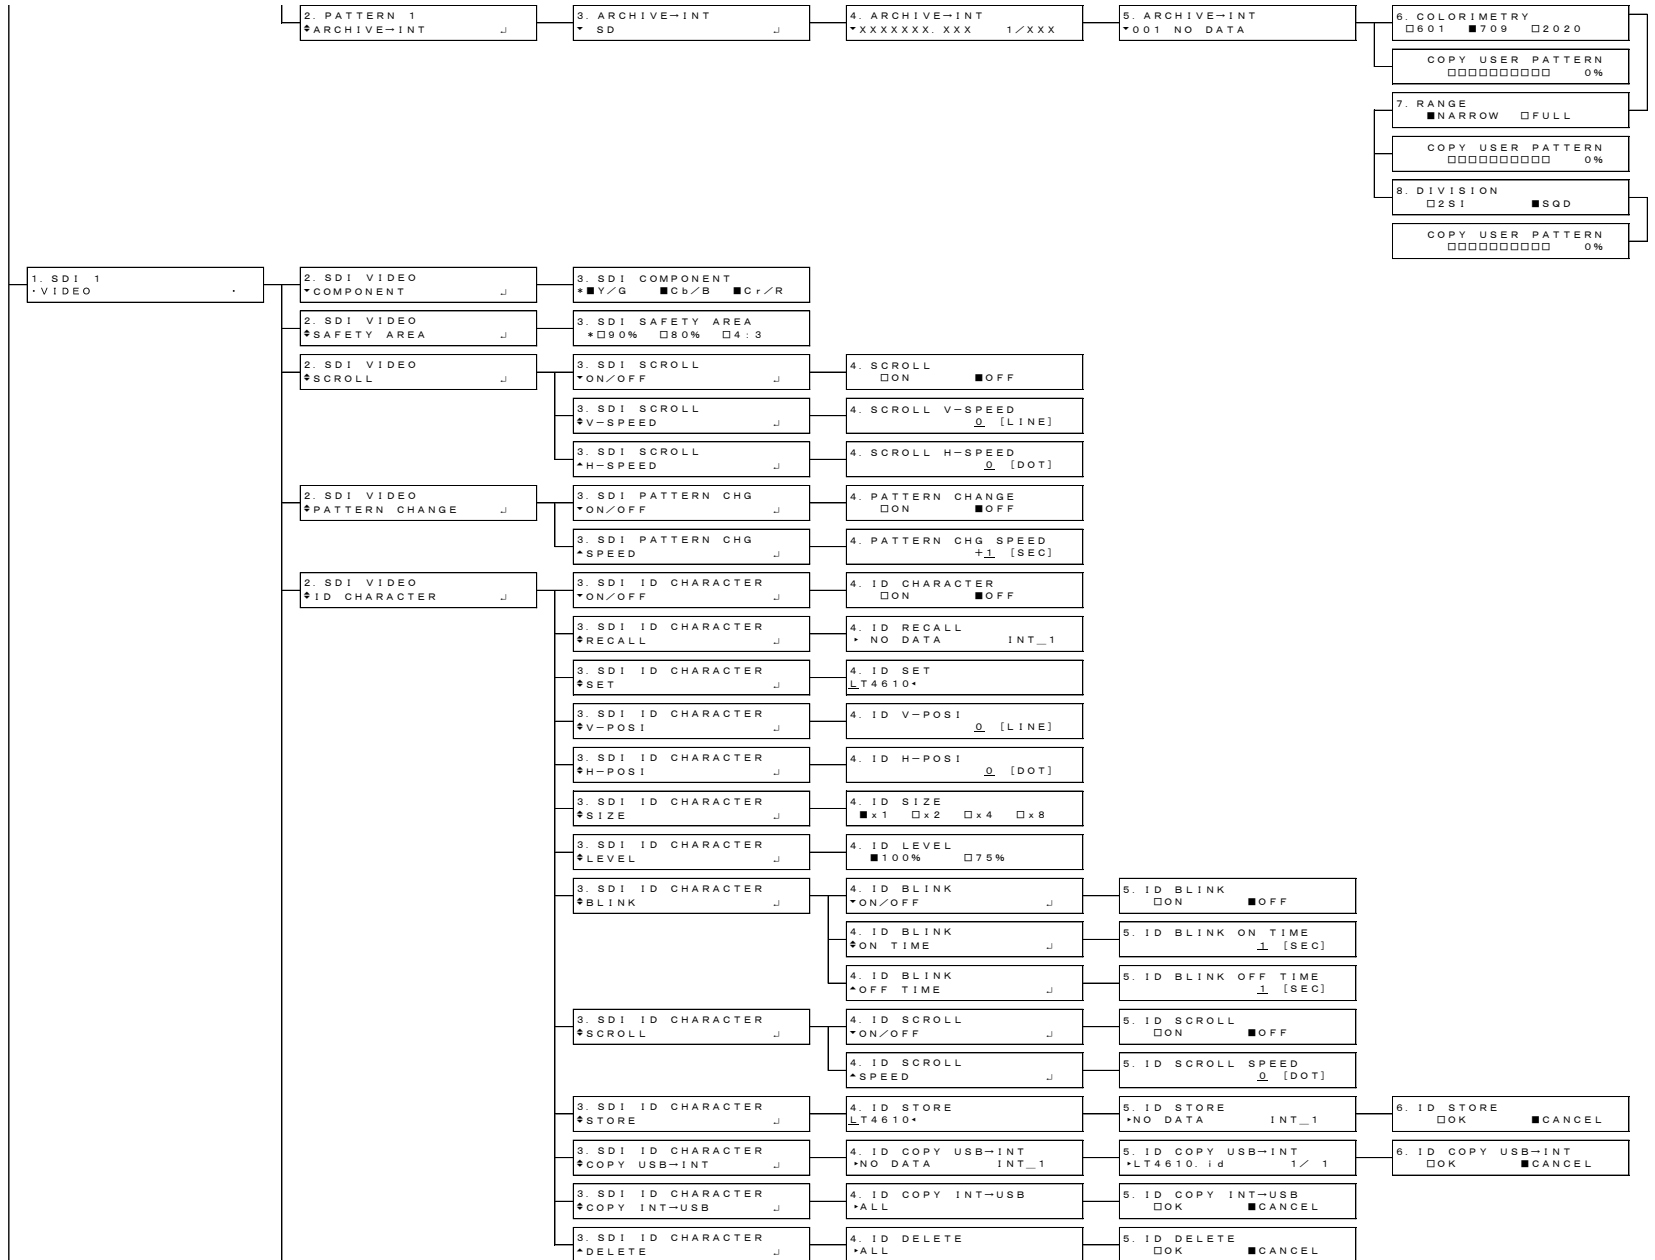 2. PATTERN 1
ARCHIVE→INT ↵
3. ARCHIVE→INT
SD ↵
4. ARCHIVE→INT
XXXXXXX. XXX 1/XXX
5. ARCHIVE→INT
001 NO DATA
6. COLORIMETRY
□601 ■709 □2020
COPY USER PATTERN
□□□□□□□□□□ 0%
7. RANGE
■NARROW □FULL
COPY USER PATTERN
□□□□□□□□□□ 0%
8. DIVISION
□2SI ■SQD
COPY USER PATTERN
□□□□□□□□□□ 0%
1. SDI 1
･VIDEO ･
2. SDI VIDEO
COMPONENT ↵
3. SDI COMPONENT
*■Y/G ■Cb/B ■Cr/R
2. SDI VIDEO
SAFETY AREA ↵
3. SDI SAFETY AREA
*□90% □80% □4:3
2. SDI VIDEO
SCROLL ↵
3. SDI SCROLL
ON/OFF ↵
4. SCROLL
□ON ■OFF
3. SDI SCROLL
V-SPEED ↵
4. SCROLL V-SPEED
0 [LINE]
3. SDI SCROLL
H-SPEED ↵
4. SCROLL H-SPEED
0 [DOT]
2. SDI VIDEO
PATTERN CHANGE ↵
3. SDI PATTERN CHG
ON/OFF ↵
4. PATTERN CHANGE
□ON ■OFF
3. SDI PATTERN CHG
SPEED ↵
4. PATTERN CHG SPEED
+1 [SEC]
2. SDI VIDEO
ID CHARACTER ↵
3. SDI ID CHARACTER
ON/OFF ↵
4. ID CHARACTER
□ON ■OFF
3. SDI ID CHARACTER
RECALL ↵
4. ID RECALL
NO DATA INT_1
3. SDI ID CHARACTER
SET ↵
4. ID SET
LT4610
3. SDI ID CHARACTER
V-POSI ↵
4. ID V-POSI
0 [LINE]
3. SDI ID CHARACTER
H-POSI ↵
4. ID H-POSI
0 [DOT]
3. SDI ID CHARACTER
SIZE ↵
4. ID SIZE
■x1 □x2 □x4 □x8
3. SDI ID CHARACTER
LEVEL ↵
4. ID LEVEL
■100% □75%
3. SDI ID CHARACTER
BLINK ↵
4. ID BLINK
ON/OFF ↵
5. ID BLINK
□ON ■OFF
4. ID BLINK
ON TIME ↵
5. ID BLINK ON TIME
1 [SEC]
4. ID BLINK
OFF TIME ↵
5. ID BLINK OFF TIME
1 [SEC]
3. SDI ID CHARACTER
SCROLL ↵
4. ID SCROLL
ON/OFF ↵
5. ID SCROLL
□ON ■OFF
4. ID SCROLL
SPEED ↵
5. ID SCROLL SPEED
0 [DOT]
3. SDI ID CHARACTER
STORE ↵
4. ID STORE
LT4610
5. ID STORE
NO DATA INT_1
6. ID STORE
□OK ■CANCEL
3. SDI ID CHARACTER
COPY USB→INT ↵
4. ID COPY USB→INT
NO DATA INT_1
5. ID COPY USB→INT
LT4610. id 1/ 1
6. ID COPY USB→INT
□OK ■CANCEL
3. SDI ID CHARACTER
COPY INT→USB ↵
4. ID COPY INT→USB
ALL
5. ID COPY INT→USB
□OK ■CANCEL
3. SDI ID CHARACTER
DELETE ↵
4. ID DELETE
ALL
5. ID DELETE
□OK ■CANCEL